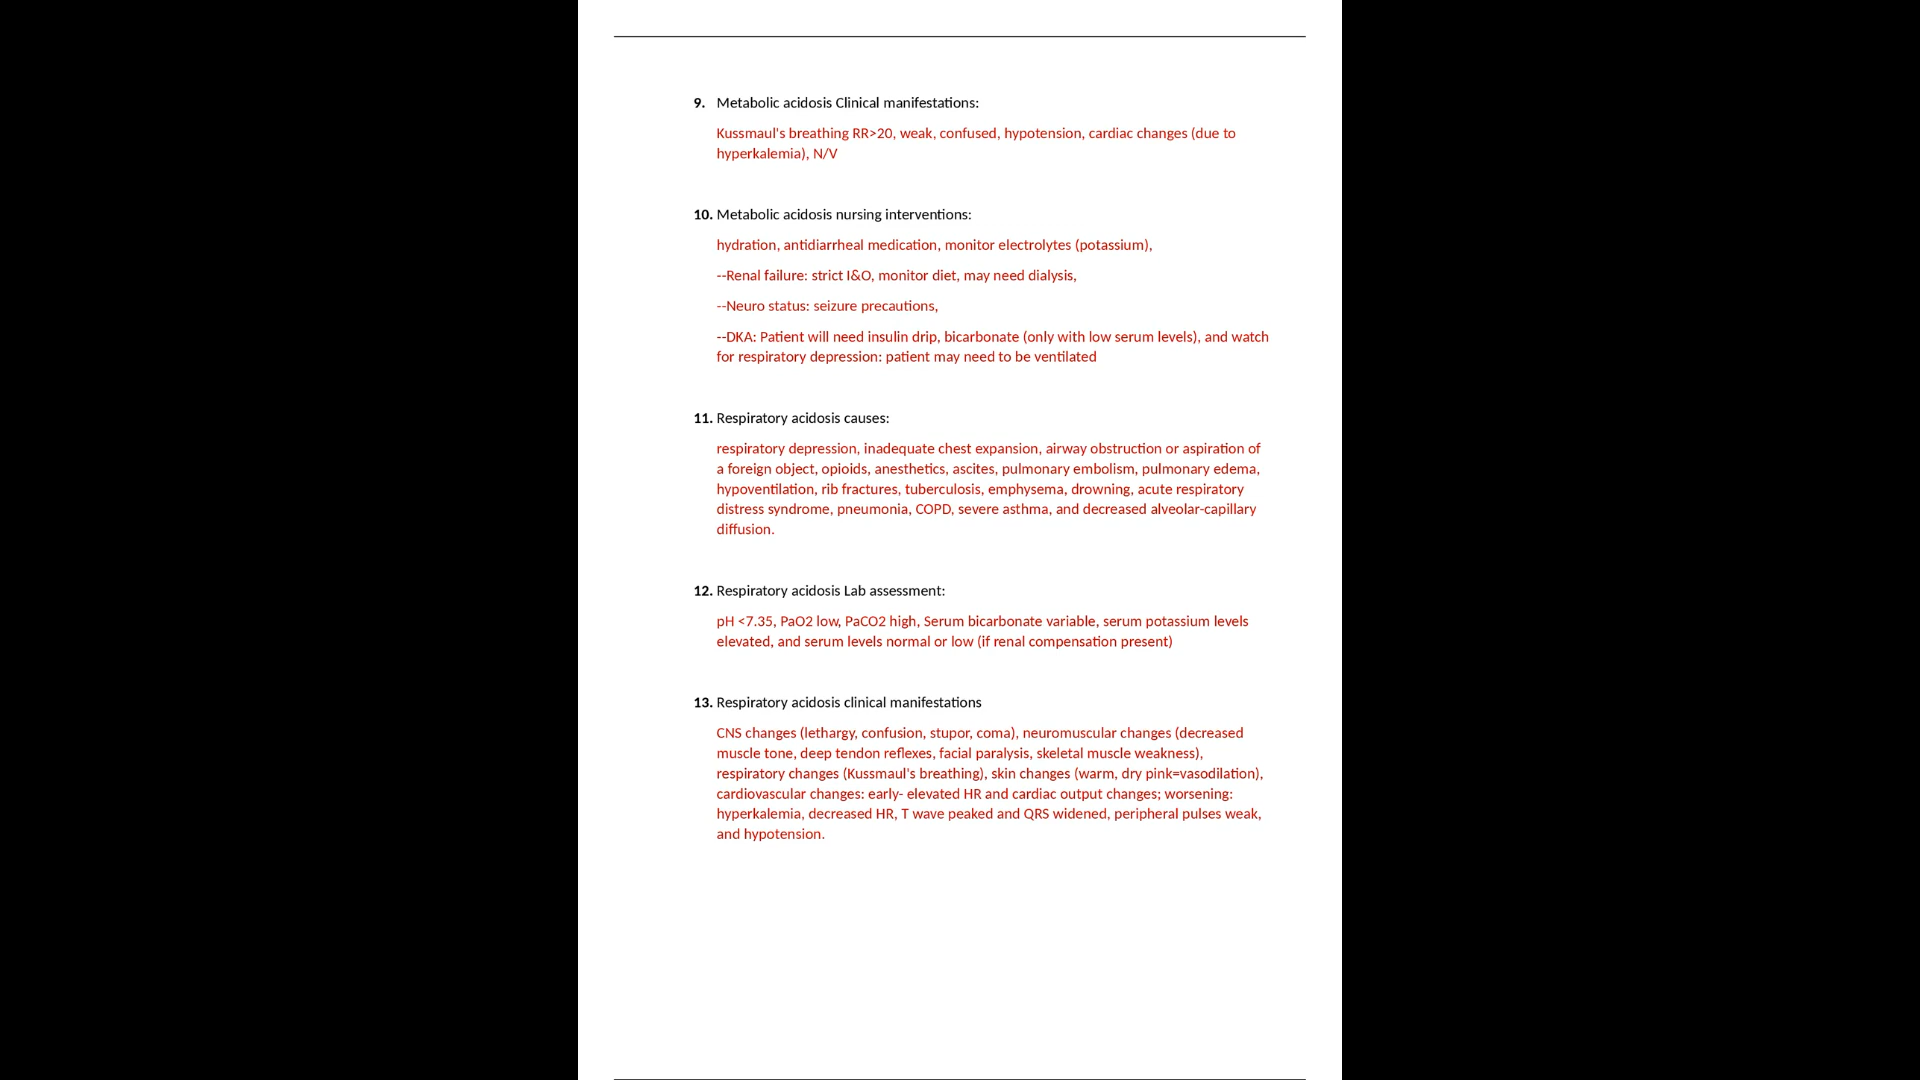 9. Metabolic acidosis Clinical manifestations:
Kussmaul's breathing RR>20, weak, confused, hypotension, cardiac changes (due to
hyperkalemia), N/V
10. Metabolic acidosis nursing interventions:
hydration, antidiarrheal medication, monitor electrolytes (potassium),
--Renal failure: strict I&O, monitor diet, may need dialysis,
--Neuro status: seizure precautions,
--DKA: Patient will need insulin drip, bicarbonate (only with low serum levels), and watch
for respiratory depression: patient may need to be ventilated
11. Respiratory acidosis causes:
respiratory depression, inadequate chest expansion, airway obstruction or aspiration of
a foreign object, opioids, anesthetics, ascites, pulmonary embolism, pulmonary edema,
hypoventilation, rib fractures, tuberculosis, emphysema, drowning, acute respiratory
distress syndrome, pneumonia, COPD, severe asthma, and decreased alveolar-capillary
diffusion.
12. Respiratory acidosis Lab assessment:
pH <7.35, PaO2 low, PaCO2 high, Serum bicarbonate variable, serum potassium levels
elevated, and serum levels normal or low (if renal compensation present)
13. Respiratory acidosis clinical manifestations
CNS changes (lethargy, confusion, stupor, coma), neuromuscular changes (decreased
muscle tone, deep tendon reflexes, facial paralysis, skeletal muscle weakness),
respiratory changes (Kussmaul's breathing), skin changes (warm, dry pink=vasodilation),
cardiovascular changes: early- elevated HR and cardiac output changes; worsening:
hyperkalemia, decreased HR, T wave peaked and QRS widened, peripheral pulses weak,
and hypotension.